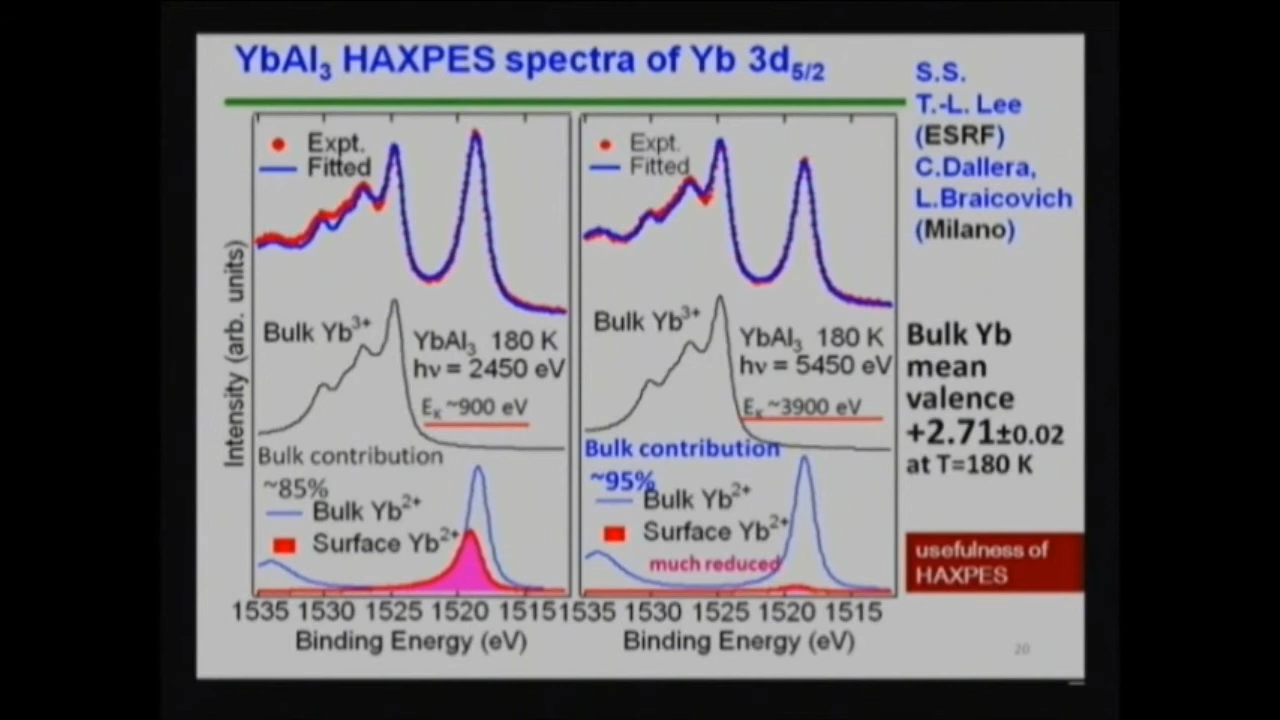 YbAl₃ HAXPES spectra of Yb 3d₅/₂
S.S.
T.-L. Lee
(ESRF)
C.Dallera,
L.Braicovich
(Milano)
Intensity (arb. units)
Expt.
Fitted
Bulk Yb³⁺
YbAl₃ 180 K
hν = 2450 eV
Eₖ ~900 eV
Bulk contribution
~85%
Bulk Yb²⁺
Surface Yb²⁺
1535 1530 1525 1520 1515
Binding Energy (eV)
Expt.
Fitted
Bulk Yb³⁺
YbAl₃ 180 K
hν = 5450 eV
Eₖ ~3900 eV
Bulk contribution
~95%
Bulk Yb²⁺
Surface Yb²⁺
much reduced
1535 1530 1525 1520 1515
Binding Energy (eV)
Bulk Yb
mean
valence
+2.71±0.02
at T=180 K
usefulness of
HAXPES
20